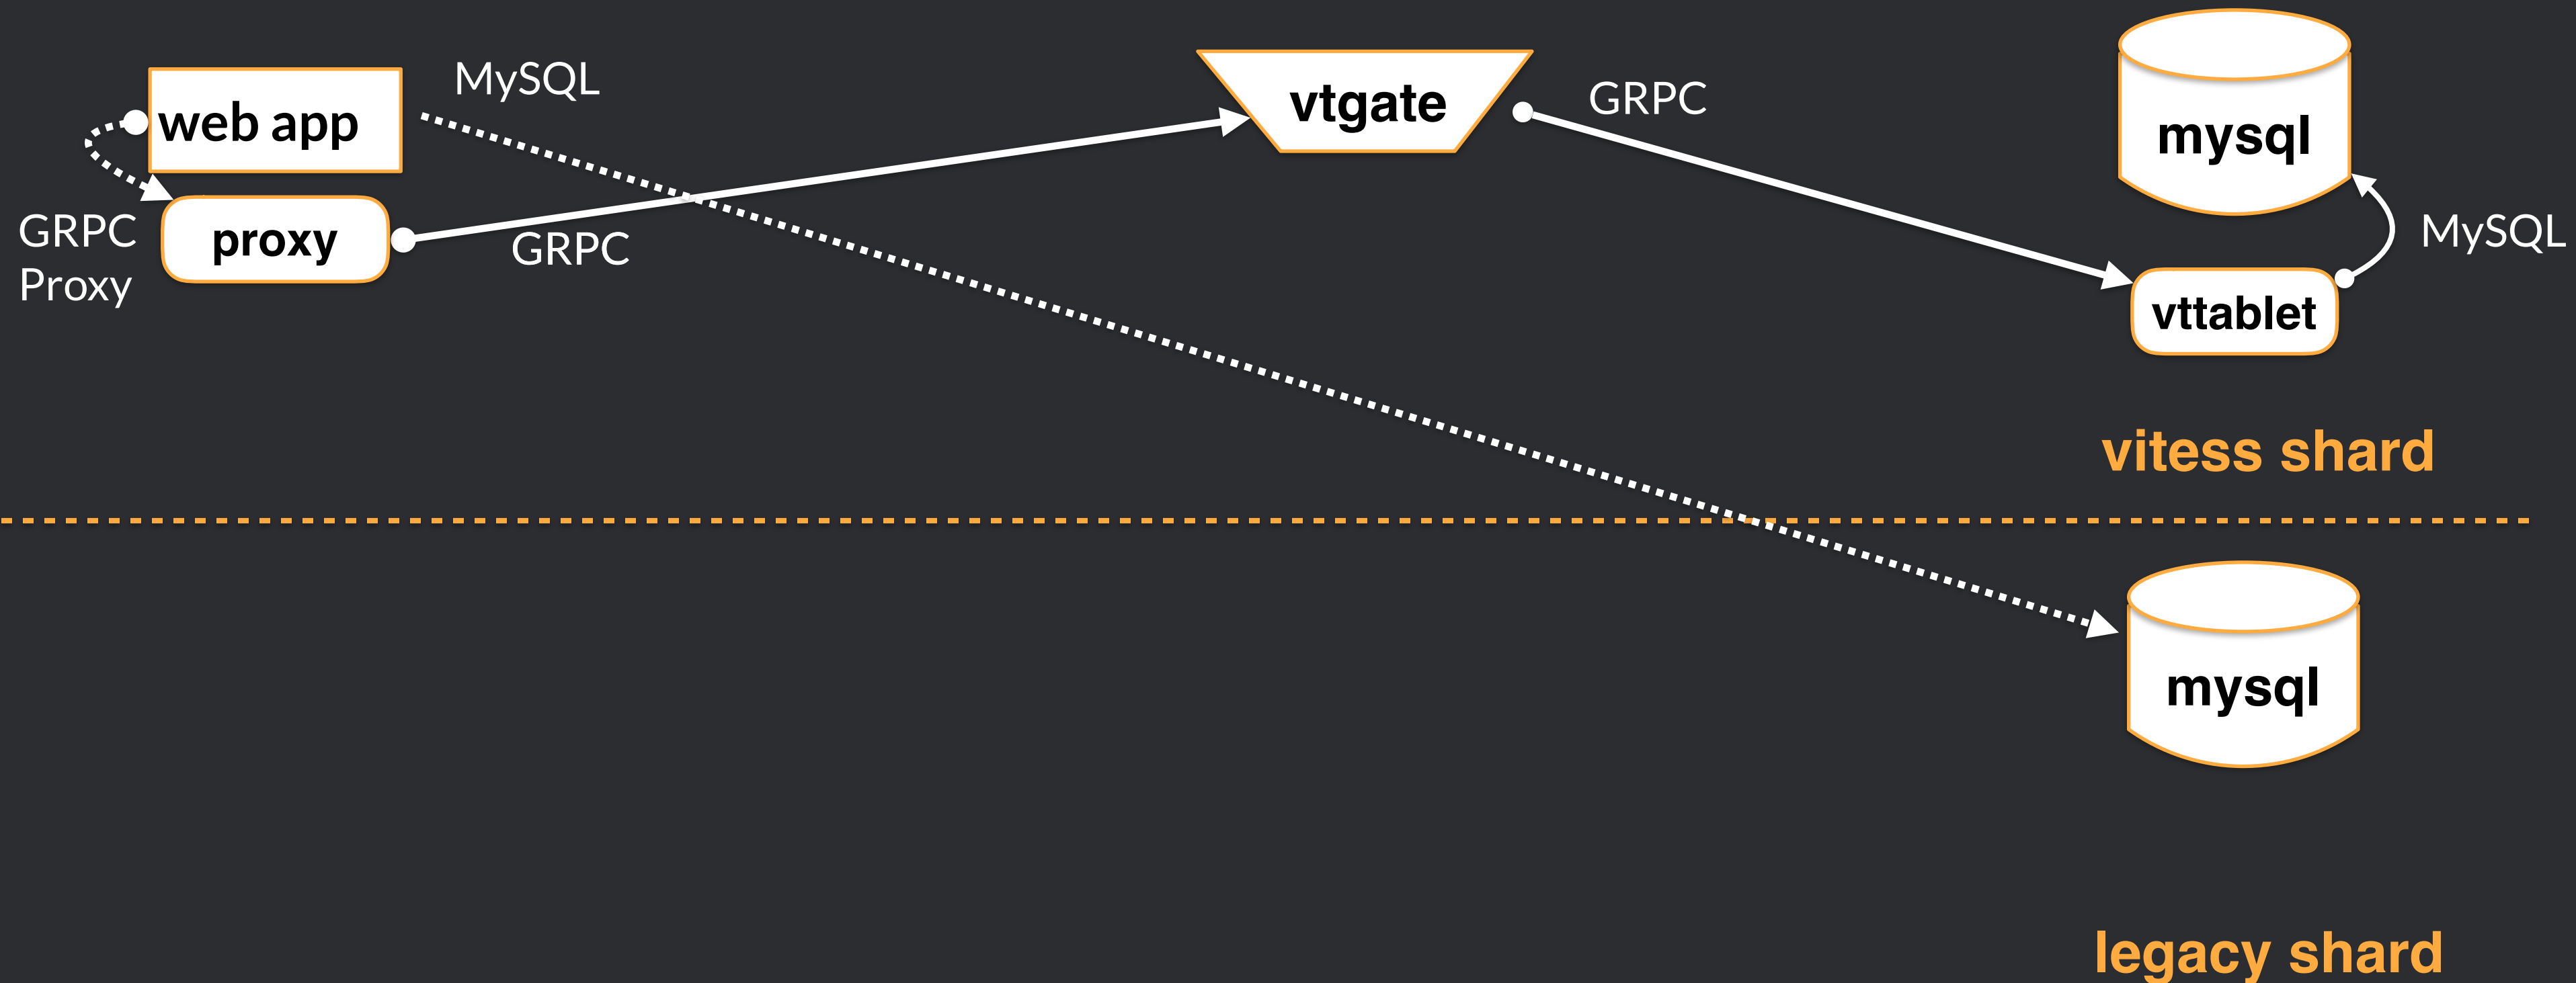 MySQL
web app
vtgate
GRPC
mysql
GRPC
Proxy
proxy
GRPC
MySQL
vttablet
vitess shard
mysql
legacy shard